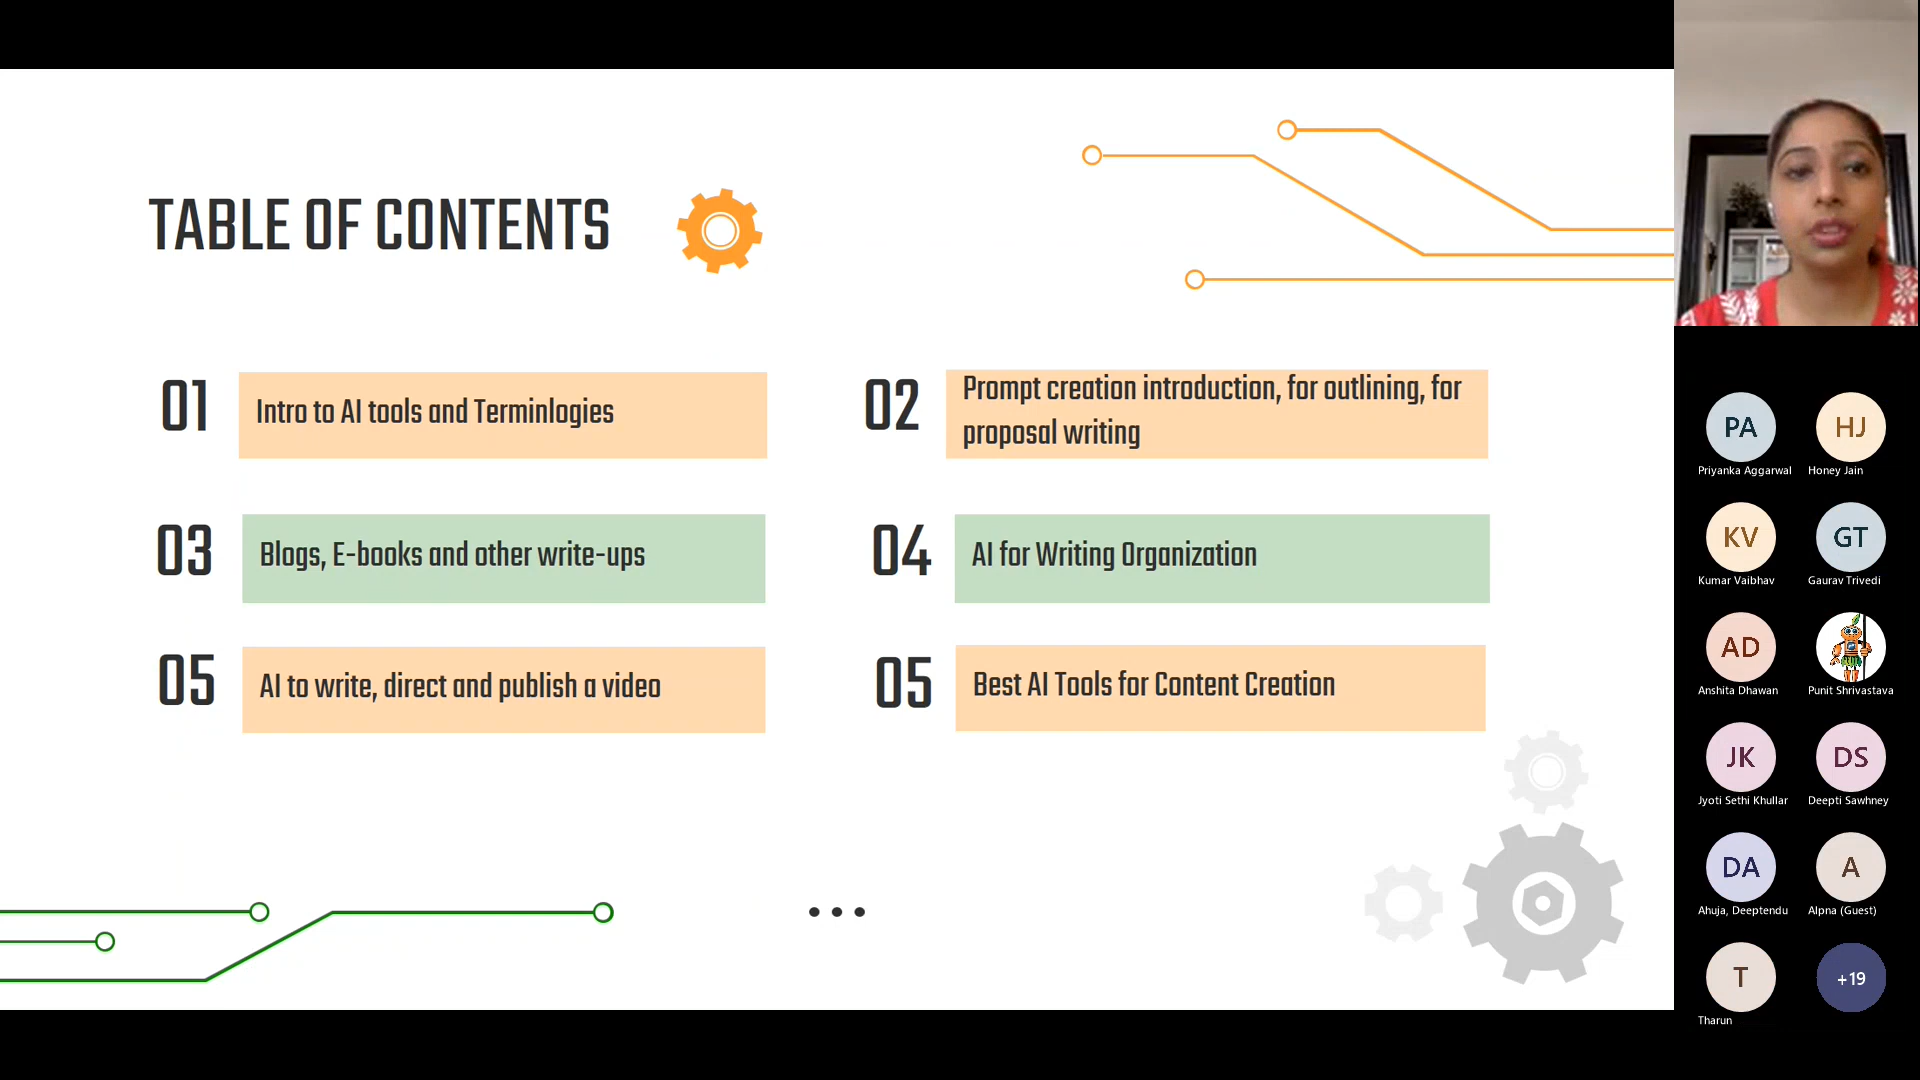 TABLE OF CONTENTS
01
Intro to AI tools and Terminlogies
02
Prompt creation introduction, for outlining, for
proposal writing
03
Blogs, E-books and other write-ups
04
AI for Writing Organization
05
AI to write, direct and publish a video
05
Best AI Tools for Content Creation
PA
Priyanka Aggarwal
HJ
Honey Jain
KV
Kumar Vaibhav
GT
Gaurav Trivedi
AD
Anshita Dhawan
Punit Shrivastava
JK
Jyoti Sethi Khullar
DS
Deepti Sawhney
DA
Ahuja, Deeptendu
A
Alpna (Guest)
T
Tharun
+19